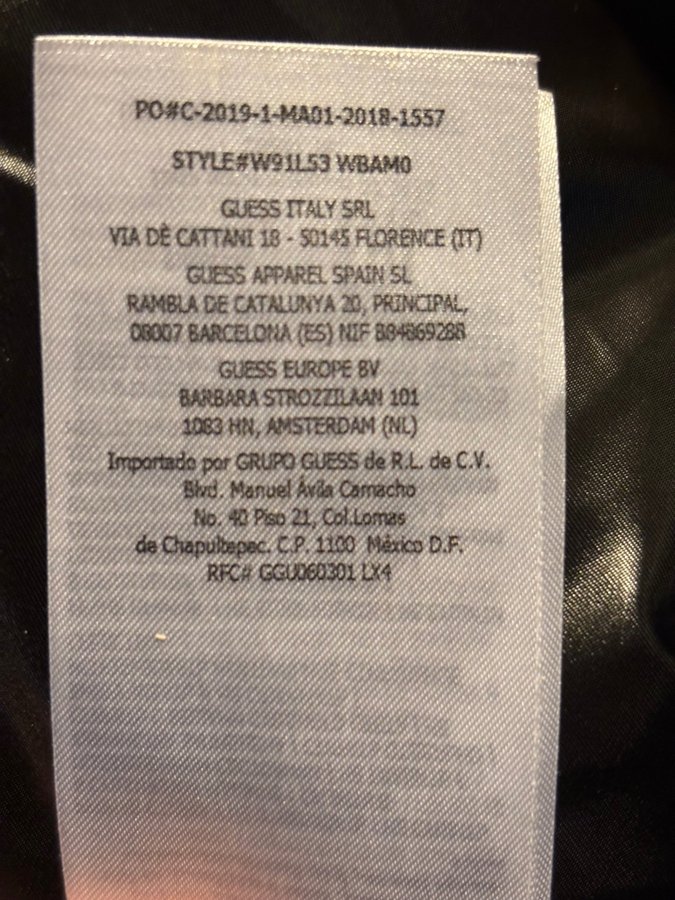 PO#C-2019-1-MA01-2018-1557
STYLE#W91L53 WBAM0
GUESS ITALY SRL
VIA DÈ CATTANI 18 - 50145 FLORENCE (IT)
GUESS APPAREL SPAIN SL
RAMBLA DE CATALUNYA 20, PRINCIPAL,
08007 BARCELONA (ES) NIF B84869288
GUESS EUROPE BV
BARBARA STROZZILAAN 101
1083 HN, AMSTERDAM (NL)
Importado por GRUPO GUESS de R.L. de C.V.
Blvd. Manuel Ávila Camacho
No. 40 Piso 21, Col.Lomas
de Chapultepec. C.P. 1100 México D.F.
RFC# GGU060301 LX4